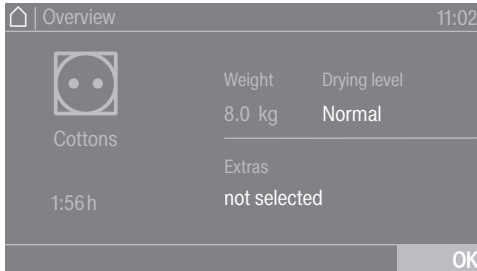 Overview 11:02
Weight Drying level
8.0 kg Normal
Cottons
Extras
1:56 h not selected
OK